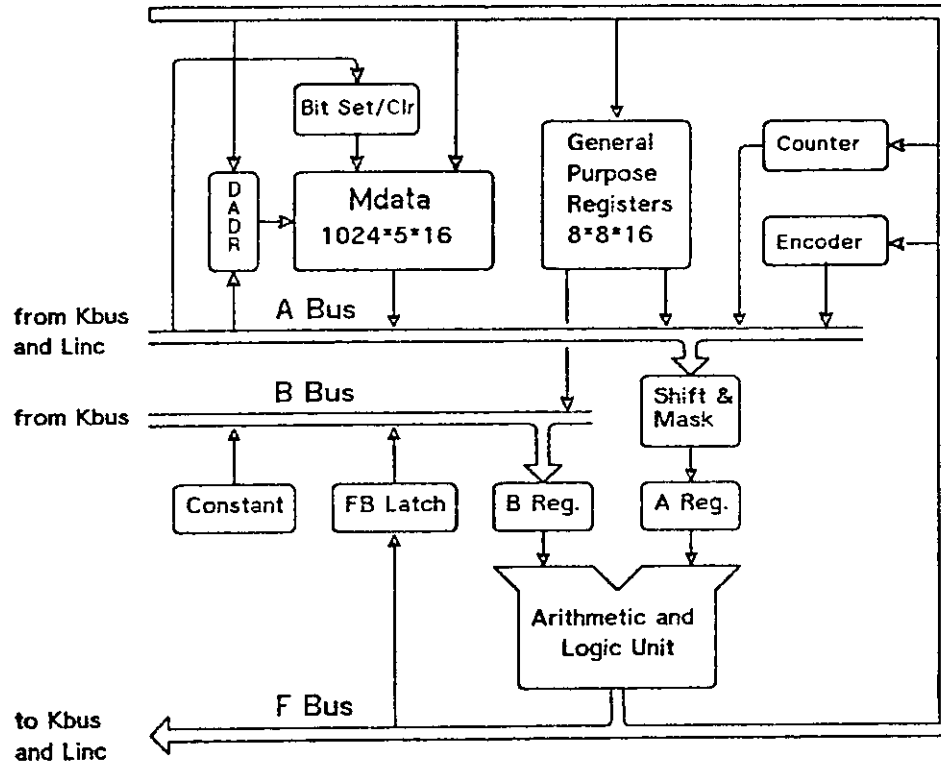 Bit Set/Clr
General
Purpose
Registers
8*8*16
Counter
DADR
Mdata
1024*5*16
Encoder
A Bus
from Kbus
and Linc
B Bus
from Kbus
Shift &
Mask
Constant
FB Latch
B Reg.
A Reg.
Arithmetic and
Logic Unit
F Bus
to Kbus
and Linc